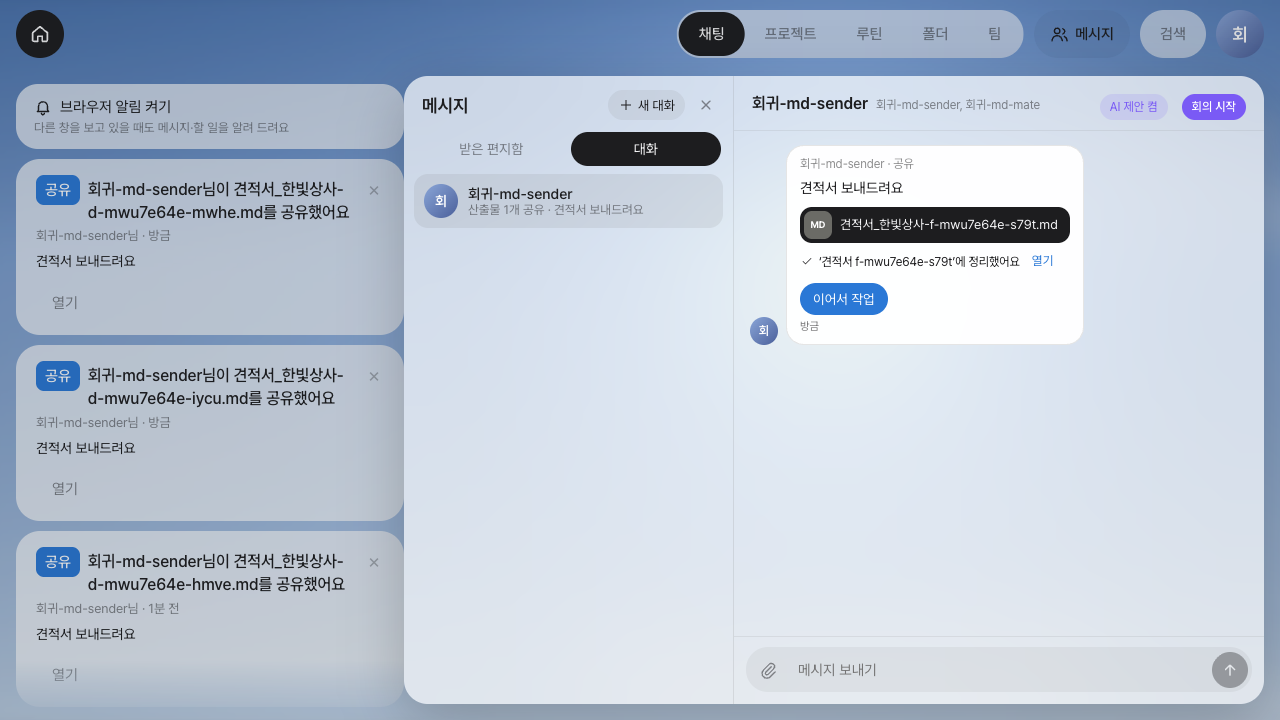 채팅
프로젝트
루틴
폴더
팀
메시지
검색
회
브라우저 알림 켜기
다른 창을 보고 있을 때도 메시지·할 일을 알려 드려요
공유
회귀-md-sender님이 견적서_한빛상사-
d-mwu7e64e-mwhe.md를 공유했어요
회귀-md-sender님 · 방금
견적서 보내드려요
열기
공유
회귀-md-sender님이 견적서_한빛상사-
d-mwu7e64e-iycu.md를 공유했어요
회귀-md-sender님 · 방금
견적서 보내드려요
열기
공유
회귀-md-sender님이 견적서_한빛상사-
d-mwu7e64e-hmve.md를 공유했어요
회귀-md-sender님 · 1분 전
견적서 보내드려요
열기
메시지
새 대화
받은 편지함
대화
회
회귀-md-sender
산출물 1개 공유 · 견적서 보내드려요
회귀-md-sender 회귀-md-sender, 회귀-md-mate
AI 제안 켬
회의 시작
회귀-md-sender · 공유
견적서 보내드려요
MD 견적서_한빛상사-f-mwu7e64e-s79t.md
‘견적서 f-mwu7e64e-s79t’에 정리했어요 열기
이어서 작업
방금
회
메시지 보내기